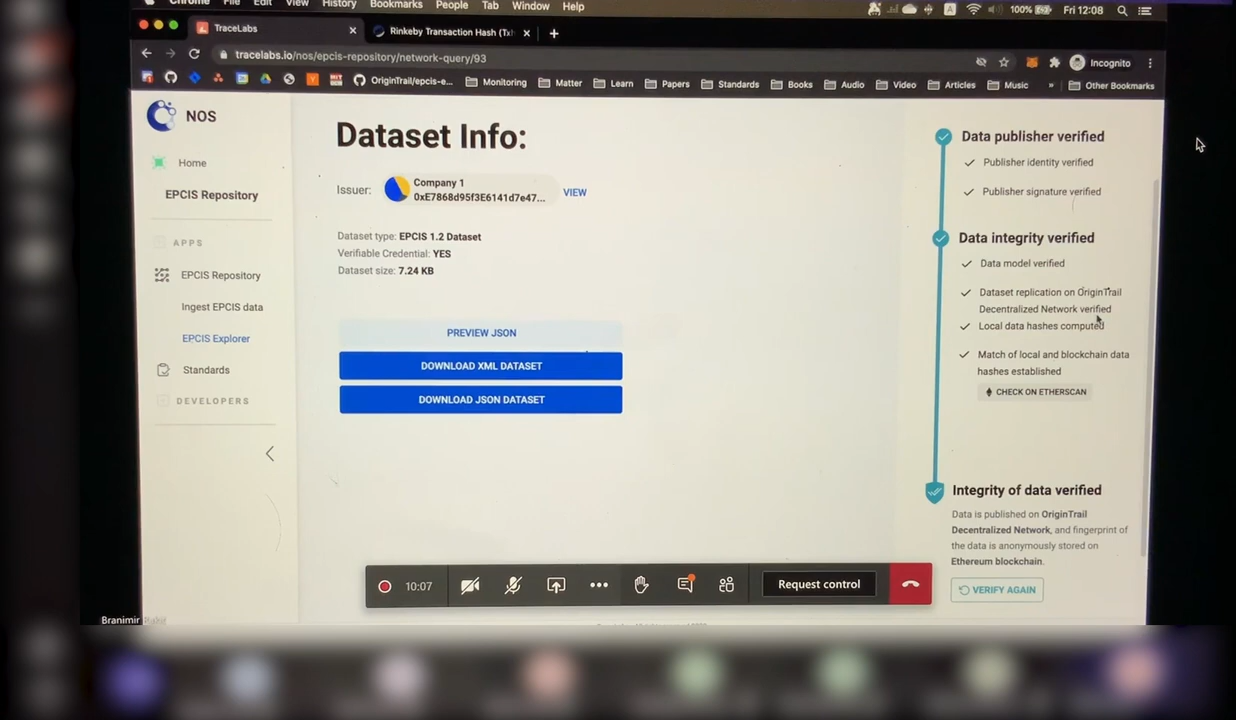 Chrome File Edit View History Bookmarks People Tab Window Help
100% Fri 12:08
TraceLabs
Rinkeby Transaction Hash (Txh
tracelabs.io/nos/epcis-repository/network-query/93
Incognito
OriginTrail/epcis-e...
Monitoring
Matter
Learn
Papers
Standards
Books
Audio
Video
Articles
Music
»
Other Bookmarks
NOS
Home
EPCIS Repository
APPS
EPCIS Repository
Ingest EPCIS data
EPCIS Explorer
Standards
DEVELOPERS
Dataset Info:
Issuer:
Company 1
0xE7868d95f3E6141d7e47...
VIEW
Dataset type: EPCIS 1.2 Dataset
Verifiable Credential: YES
Dataset size: 7.24 KB
PREVIEW JSON
DOWNLOAD XML DATASET
DOWNLOAD JSON DATASET
Data publisher verified
Publisher identity verified
Publisher signature verified
Data integrity verified
Data model verified
Dataset replication on OriginTrail
Decentralized Network verified
Local data hashes computed
Match of local and blockchain data
hashes established
CHECK ON ETHERSCAN
Integrity of data verified
Data is published on OriginTrail
Decentralized Network, and fingerprint of
the data is anonymously stored on
Ethereum blockchain.
VERIFY AGAIN
10:07
Request control
Branimir